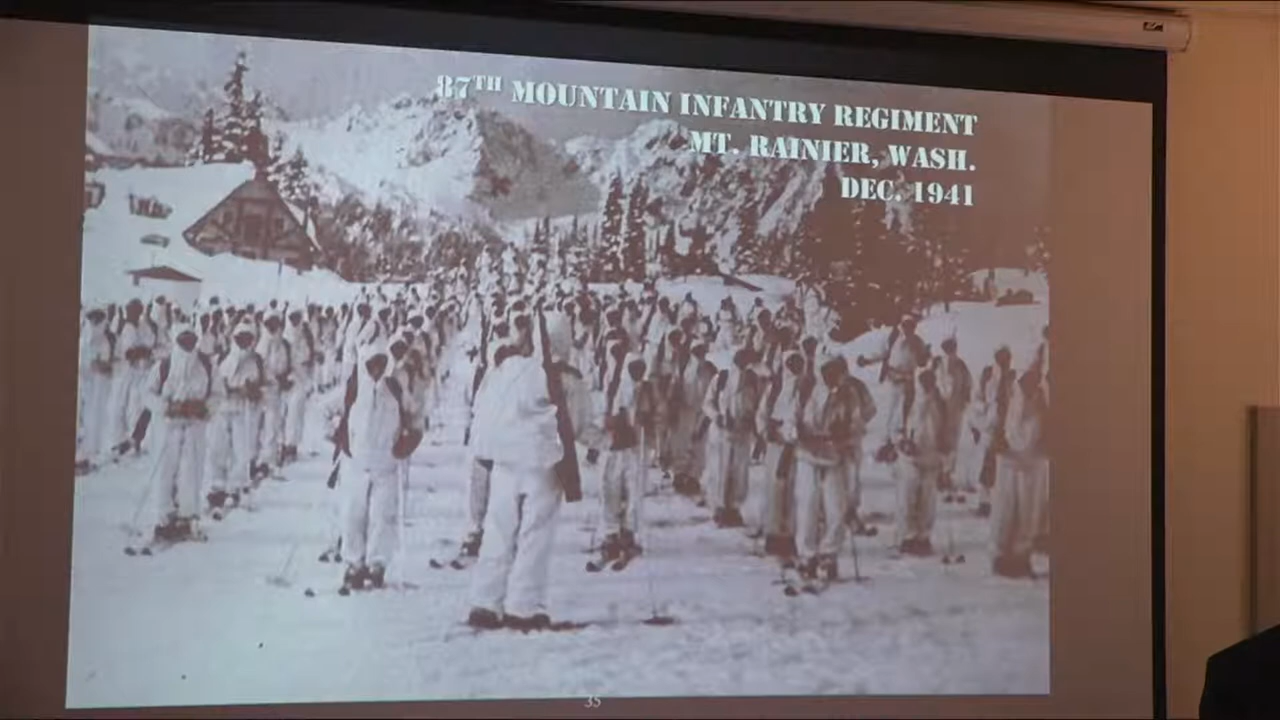 87TH MOUNTAIN INFANTRY REGIMENT
MT. RAINIER, WASH.
DEC. 1941
35